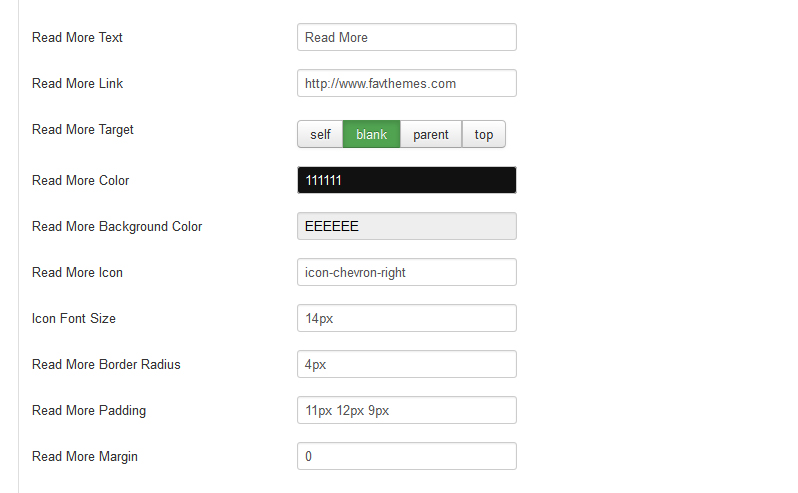 Read More Text Read More
Read More Link http://www.favthemes.com
Read More Target self blank parent top
Read More Color 111111
Read More Background Color EEEEEE
Read More Icon icon-chevron-right
Icon Font Size 14px
Read More Border Radius 4px
Read More Padding 11px 12px 9px
Read More Margin 0